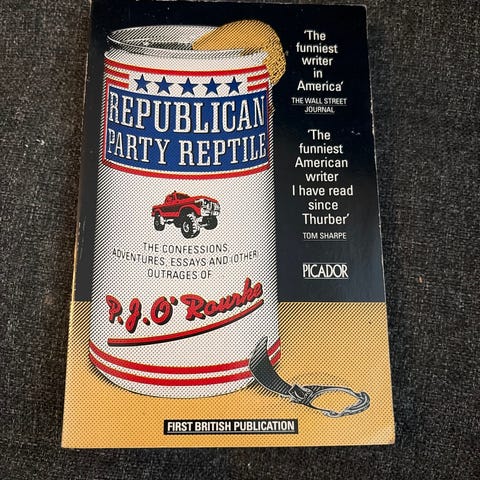 'The
funniest
writer
in
America'
THE WALL STREET
JOURNAL
'The
funniest
American
writer
I have read
since
Thurber'
TOM SHARPE
PICADOR
REPUBLICAN
PARTY REPTILE
THE CONFESSIONS,
ADVENTURES, ESSAYS AND (OTHER)
OUTRAGES OF
P.J.O'Rourke
FIRST BRITISH PUBLICATION